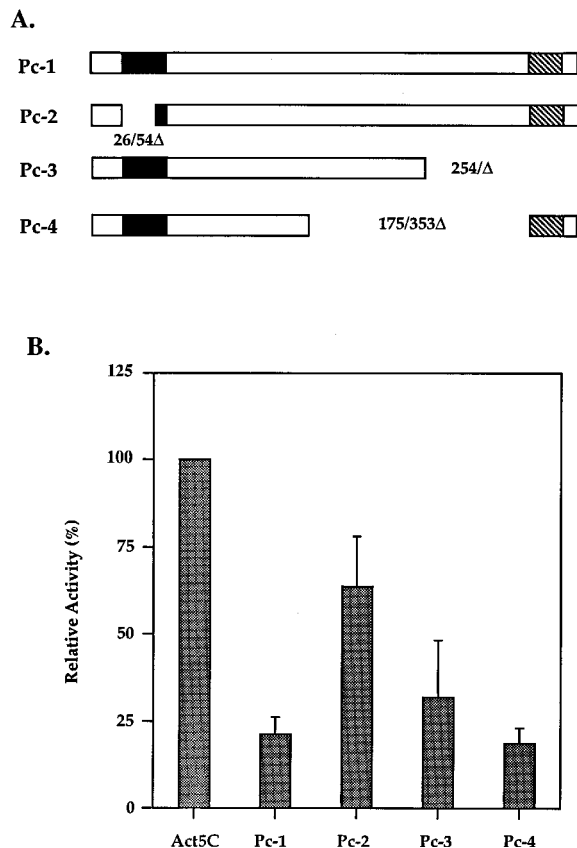 A.
Pc-1
Pc-2
26/54Δ
Pc-3
254/Δ
Pc-4
175/353Δ
B.
125
100
75
50
25
0
Relative Activity (%)
Act5C Pc-1 Pc-2 Pc-3 Pc-4